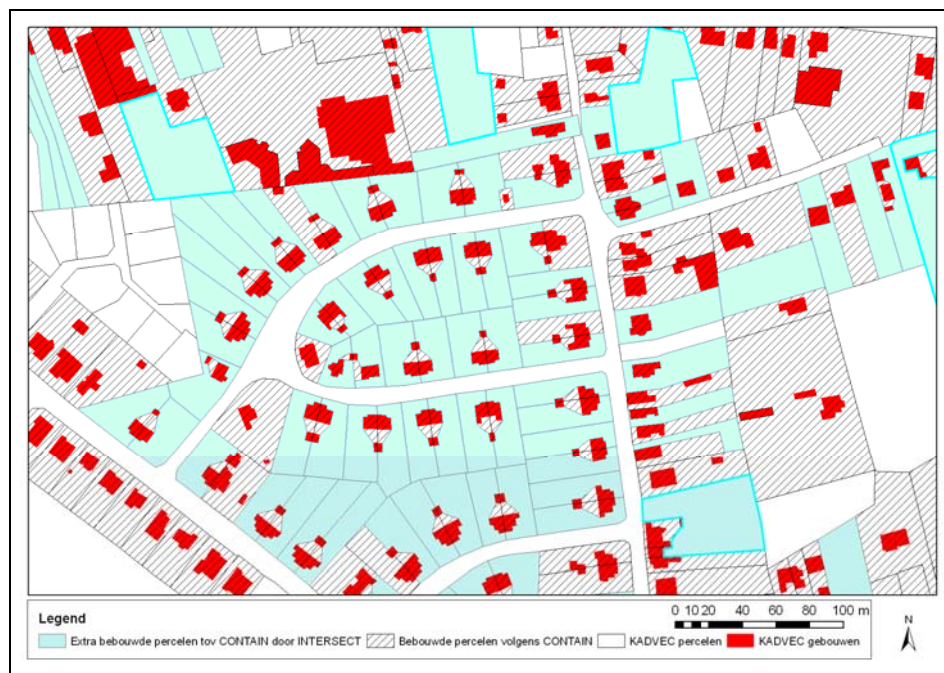 Legend
0 10 20 40 60 80 100 m
N
Extra bebouwde percelen tov CONTAIN door INTERSECT
Bebouwde percelen volgens CONTAIN
KADVEC percelen
KADVEC gebouwen